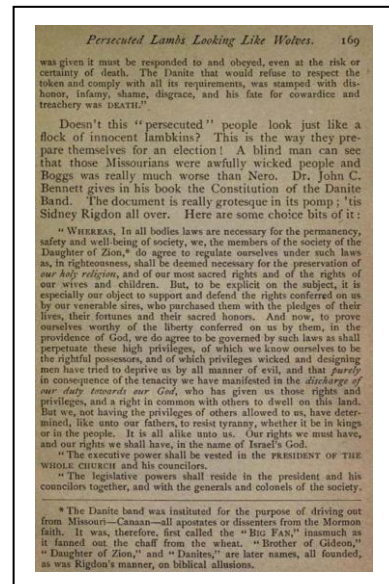 Persecuted Lambs Looking Like Wolves. 169
was given it must be responded to and obeyed, even at the risk or
certainty of death. The Danite that would refuse to respect the
token and comply with all its requirements, was stamped with dis-
honor, infamy, shame, disgrace, and his fate for cowardice and
treachery was DEATH."
Doesn't this "persecuted" people look just like a
flock of innocent lambkins? This is the way they pre-
pare themselves for an election! A blind man can see
that those Missourians were awfully wicked people and
Boggs was really much worse than Nero. Dr. John C.
Bennett gives in his book the Constitution of the Danite
Band. The document is really grotesque in its pomp; 'tis
Sidney Rigdon all over. Here are some choice bits of it:
"WHEREAS, In all bodies laws are necessary for the permanency,
safety and well-being of society, we, the members of the society of the
Daughter of Zion,* do agree to regulate ourselves under such laws
as, in righteousness, shall be deemed necessary for the preservation of
our holy religion, and of our most sacred rights and of the rights of
our wives and children. But, to be explicit on the subject, it is
especially our object to support and defend the rights conferred on us
by our venerable sires, who purchased them with the pledges of their
lives, their fortunes and their sacred honors. And now, to prove
ourselves worthy of the liberty conferred on us by them, in the
providence of God, we do agree to be governed by such laws as shall
perpetuate these high privileges, of which we know ourselves to be
the rightful possessors, and of which privileges wicked and designing
men have tried to deprive us by all manner of evil, and that purely
in consequence of the tenacity we have manifested in the discharge of
our duty towards our God, who has given us those rights and
privileges, and a right in common with others to dwell on this land.
But we, not having the privileges of others allowed to us, have deter-
mined, like unto our fathers, to resist tyranny, whether it be in kings
or in the people. It is all alike unto us. Our rights we must have,
and our rights we shall have, in the name of Israel's God.
"The executive power shall be vested in the PRESIDENT OF THE
WHOLE CHURCH and his councilors.
"The legislative powers shall reside in the president and his
councilors together, and with the generals and colonels of the society.
* The Danite band was instituted for the purpose of driving out
from Missouri—Canaan—all apostates or dissenters from the Mormon
faith. It was, therefore, first called the "BIG FAN," inasmuch as
it fanned out the chaff from the wheat. "Brother of Gideon,"
"Daughter of Zion," and "Danites," are later names, all founded,
as was Rigdon's manner, on biblical allusions.